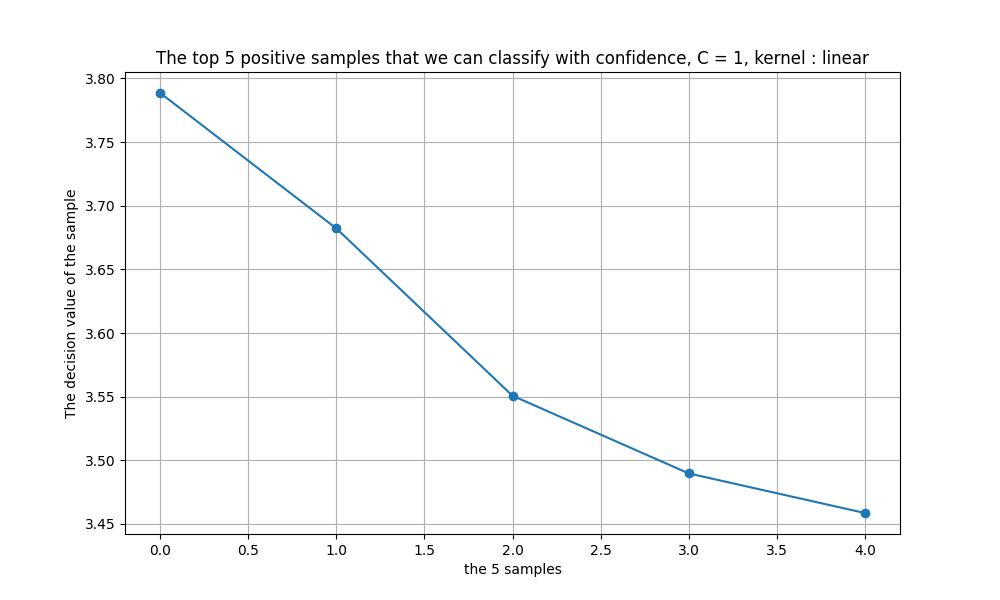 The top 5 positive samples that we can classify with confidence, C = 1, kernel : linear
3.80
3.75
3.70
3.65
3.60
3.55
3.50
3.45
The decision value of the sample
0.0 0.5 1.0 1.5 2.0 2.5 3.0 3.5 4.0
the 5 samples